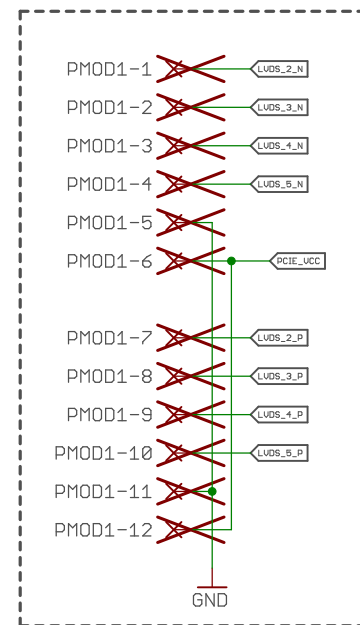 PMOD1-1 LVDS_2_N
PMOD1-2 LVDS_3_N
PMOD1-3 LVDS_4_N
PMOD1-4 LVDS_5_N
PMOD1-5
PMOD1-6 PCIE_VCC
PMOD1-7 LVDS_2_P
PMOD1-8 LVDS_3_P
PMOD1-9 LVDS_4_P
PMOD1-10 LVDS_5_P
PMOD1-11
PMOD1-12
GND